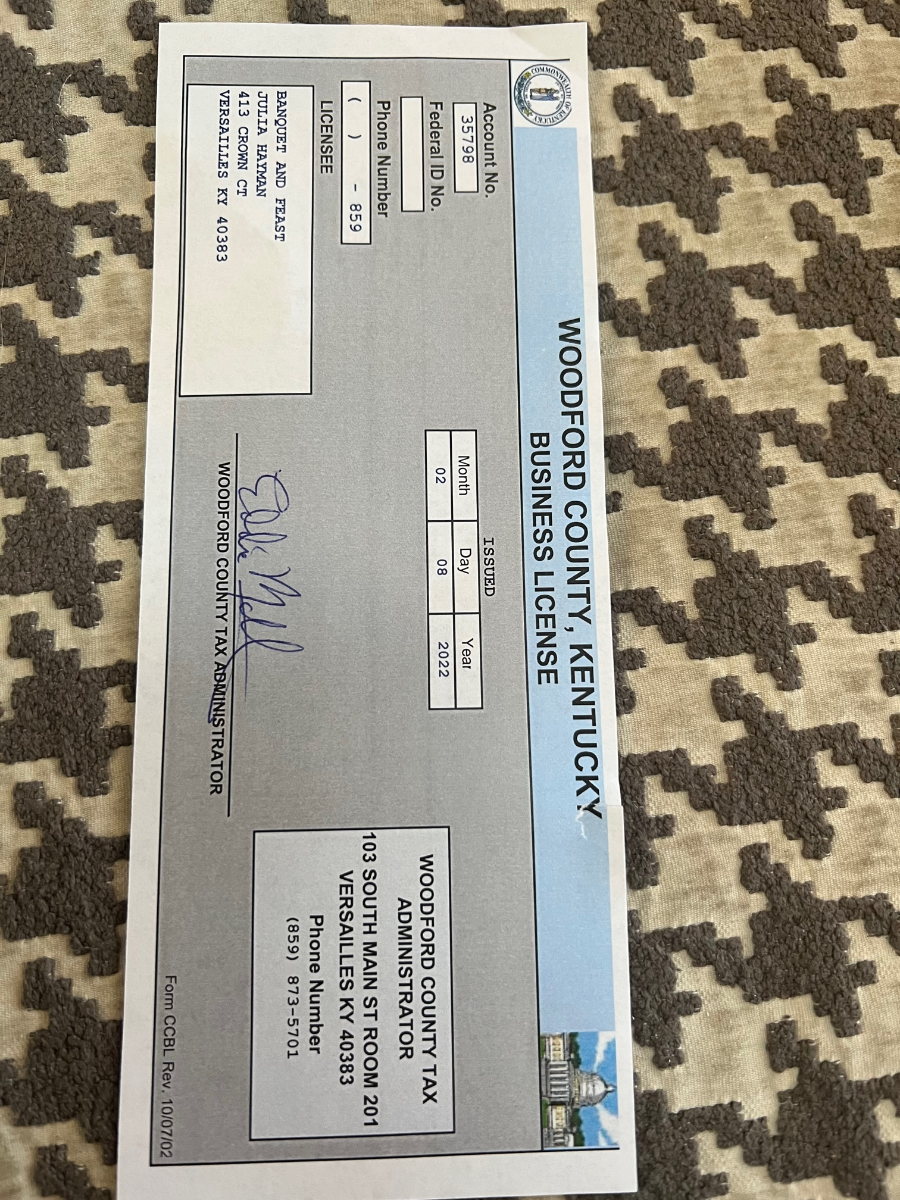 COMMONWEALTH OF KENTUCKY
WOODFORD COUNTY, KENTUCKY
BUSINESS LICENSE
Account No.
35798
Federal ID No.
Phone Number
( ) - 859
LICENSEE
BANQUET AND FEAST
JULIA HAYMAN
413 CROWN CT
VERSAILLES KY 40383
ISSUED
Month Day Year
02 08 2022
WOODFORD COUNTY TAX ADMINISTRATOR
WOODFORD COUNTY TAX
ADMINISTRATOR
103 SOUTH MAIN ST ROOM 201
VERSAILLES KY 40383
Phone Number
(859) 873-5701
Form CCBL Rev. 10/07/02